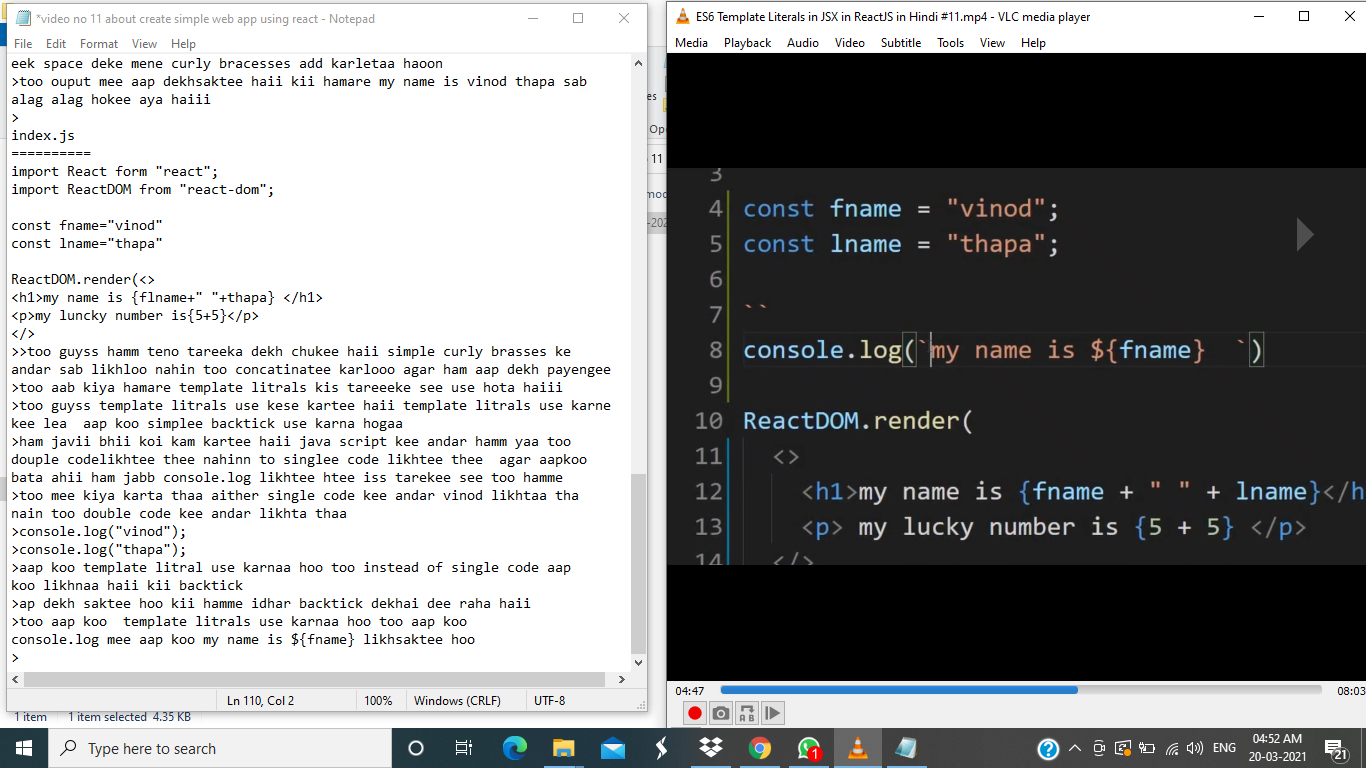 *video no 11 about create simple web app using react - Notepad
File Edit Format View Help
eek space deke mene curly bracesses add karletaa haoon
>too ouput mee aap dekhsaktee haii kii hamare my name is vinod thapa sab
alag alag hokee aya haiii
>
index.js
==========
import React form "react";
import ReactDOM from "react-dom";
const fname="vinod"
const lname="thapa"
ReactDOM.render(<>
<h1>my name is {flname+" "+thapa} </h1>
<p>my luncky number is{5+5}</p>
</>
>>too guyss hamm teno tareeka dekh chukee haii simple curly brasses ke
andar sab likhloo nahin too concatinatee karlooo agar ham aap dekh payengee
>too aab kiya hamare template litrals kis tareeeke see use hota haiii
>too guyss template litrals use kese kartee haii template litrals use karne
kee lea  aap koo simplee backtick use karna hogaa
>ham javii bhii koi kam kartee haii java script kee andar hamm yaa too
douple codelikhtee thee nahinn to singlee code likhtee thee  agar aapkoo
bata ahii ham jabb console.log likhtee htee iss tarekee see too hamme
>too mee kiya karta thaa aither single code kee andar vinod likhtaa tha
nain too double code kee andar likhta thaa
>console.log("vinod");
>console.log("thapa");
>aap koo template litral use karnaa hoo too instead of single code aap
koo likhnaa haii kii backtick
>ap dekh saktee hoo kii hamme idhar backtick dekhai dee raha haii
>too aap koo  template litrals use karnaa hoo too aap koo
console.log mee aap koo my name is ${fname} likhsaktee hoo
>
Ln 110, Col 2 100% Windows (CRLF) UTF-8
1 item 1 item selected 4.35 KB
es
Ope
11
mod
-202
ES6 Template Literals in JSX in ReactJS in Hindi #11.mp4 - VLC media player
Media Playback Audio Video Subtitle Tools View Help
3
4 const fname = "vinod";
5 const lname = "thapa";
6
7 ``
8 console.log(`my name is ${fname}  `)
9
10 ReactDOM.render(
11 <>
12 <h1>my name is {fname + " " + lname}</h
13 <p> my lucky number is {5 + 5} </p>
14 </>
04:47 08:03
A B
Type here to search
1
ENG
04:52 AM
20-03-2021
21